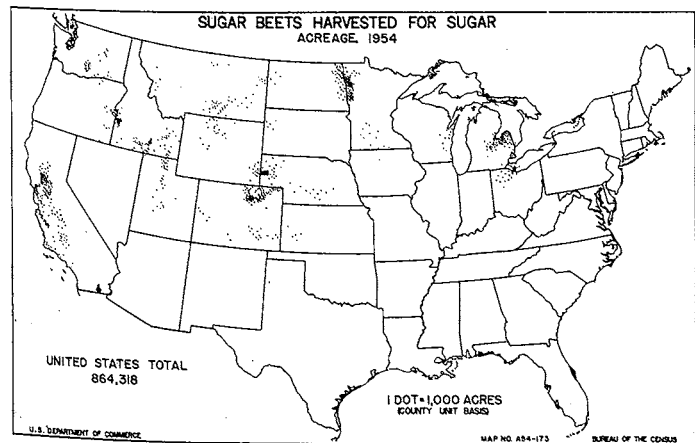 SUGAR BEETS HARVESTED FOR SUGAR
ACREAGE, 1954
UNITED STATES TOTAL
864,318
1 DOT=1,000 ACRES
(COUNTY UNIT BASIS)
U.S. DEPARTMENT OF COMMERCE
MAP NO. A54-173
BUREAU OF THE CENSUS